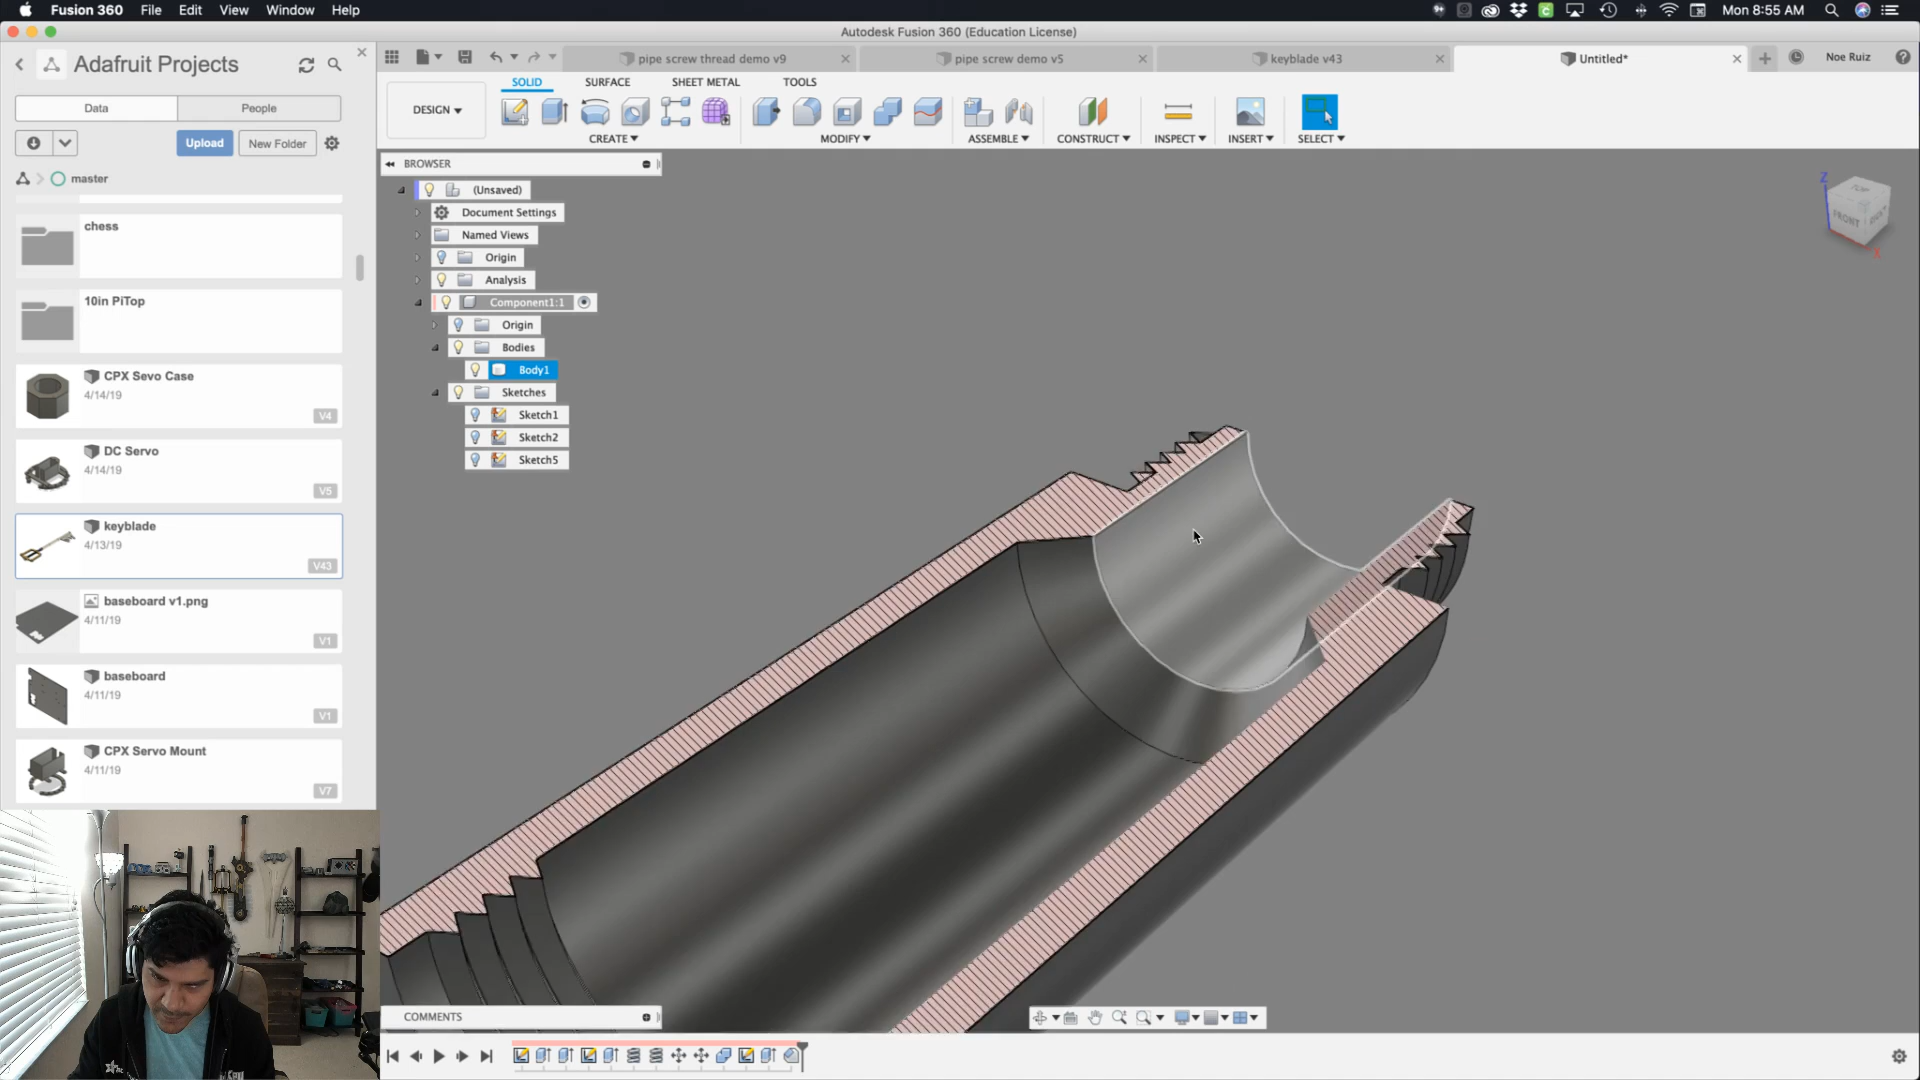 Fusion 360 File Edit View Window Help
Mon 8:55 AM
Autodesk Fusion 360 (Education License)
Adafruit Projects
pipe screw thread demo v9
pipe screw demo v5
keyblade v43
Untitled*
Noe Ruiz
SOLID SURFACE SHEET METAL TOOLS
Data People
DESIGN
CREATE MODIFY ASSEMBLE CONSTRUCT INSPECT INSERT SELECT
Upload New Folder
master
BROWSER
(Unsaved)
Document Settings
Named Views
Origin
Analysis
Component1:1
Origin
Bodies
Body1
Sketches
Sketch1
Sketch2
Sketch5
chess
10in PiTop
CPX Sevo Case
4/14/19
V4
DC Servo
4/14/19
V5
keyblade
4/13/19
V43
baseboard v1.png
4/11/19
V1
baseboard
4/11/19
V1
CPX Servo Mount
4/11/19
V7
Z
TOP
FRONT
X
COMMENTS